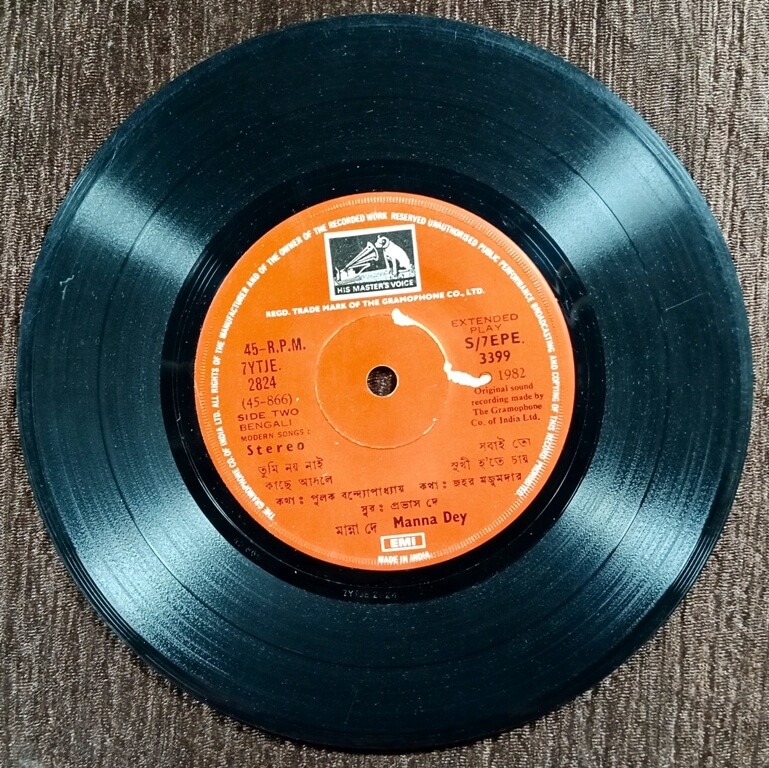 THE GRAMOPHONE CO. OF INDIA LTD. ALL RIGHTS OF THE MANUFACTURER AND OF THE OWNER OF THE RECORDED WORK RESERVED UNAUTHORISED PUBLIC PERFORMANCE BROADCASTING AND COPYING OF THIS RECORD PROHIBITED.
HIS MASTER'S VOICE
REGD. TRADE MARK OF THE GRAMOPHONE CO., LTD.
45-R.P.M.
7YTJE.
2824
(45-866)
SIDE TWO
BENGALI
MODERN SONGS:
Stereo
EXTENDED
PLAY
S/7EPE.
3399
1982
Original sound
recording made by
The Gramophone
Co. of India Ltd.
তুমি নয় নাই
কাছে আসলে
সবাই তো
সুখী হ'তে চায়
কথা: পুলক বন্দ্যোপাধ্যায়
কথা: জহর মজুমদার
সুর: প্রভাস দে
মান্না দে Manna Dey
EMI
MADE IN INDIA